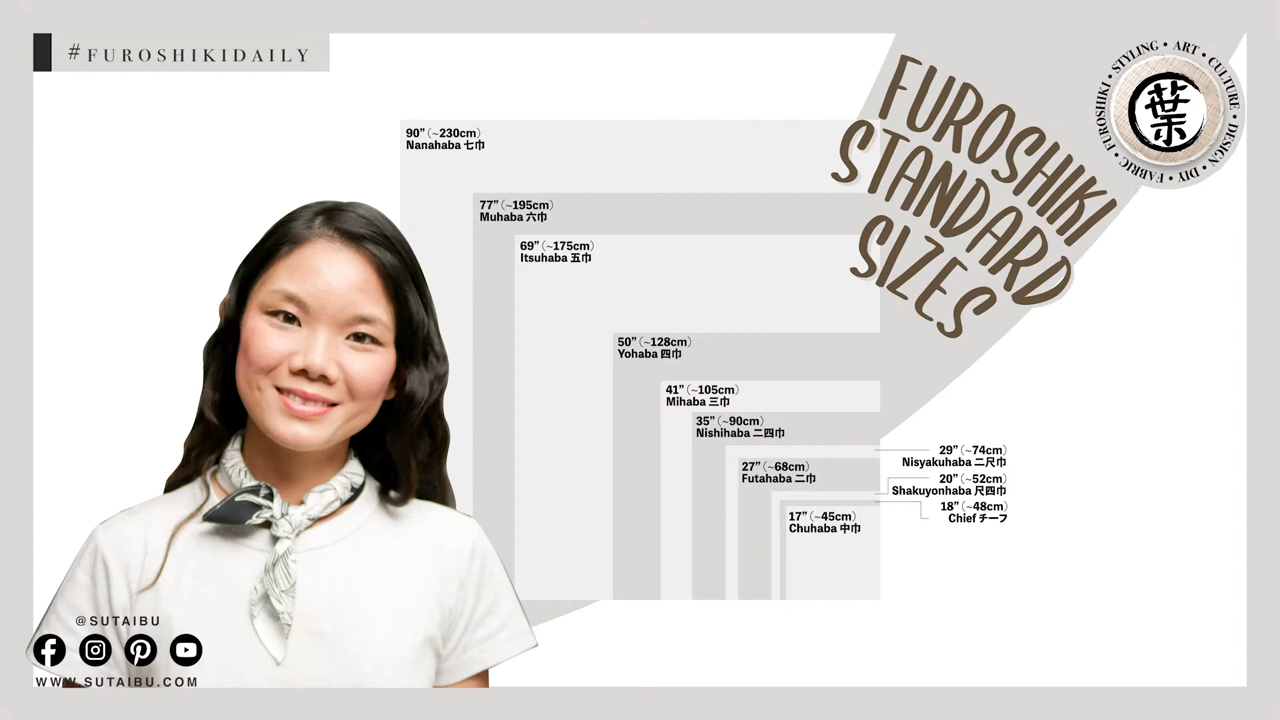 #FUROSHIKIDAILY
FUROSHIKI
STANDARD
SIZES
FUROSHIKI • STYLING • ART • CULTURE • DESIGN • DIY • FABRIC •
葉
90” (~230cm)
Nanahaba 七巾
77” (~195cm)
Muhaba 六巾
69” (~175cm)
Itsuhaba 五巾
50” (~128cm)
Yohaba 四巾
41” (~105cm)
Mihaba 三巾
35” (~90cm)
Nishihaba 二四巾
29” (~74cm)
Nisyakuhaba 二尺巾
27” (~68cm)
Futahaba 二巾
20” (~52cm)
Shakuyonhaba 尺四巾
18” (~48cm)
Chief チーフ
17” (~45cm)
Chuhaba 中巾
@SUTAIBU
WWW.SUTAIBU.COM